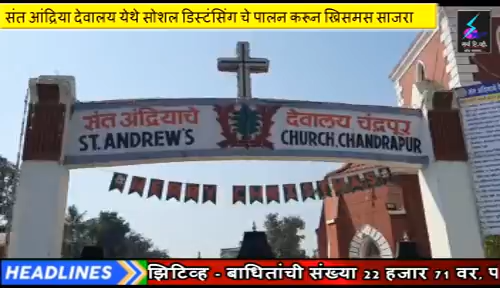 संत आंद्रिया देवालय येथे सोशल डिस्टंसिंग चे पालन करून ख्रिसमस साजरा
संत अंद्रियाचे देवालय चंद्रपूर
ST. ANDREW'S CHURCH, CHANDRAPUR
HEADLINES झिटिव्ह - बाधितांची संख्या 22 हजार 71 वर, प